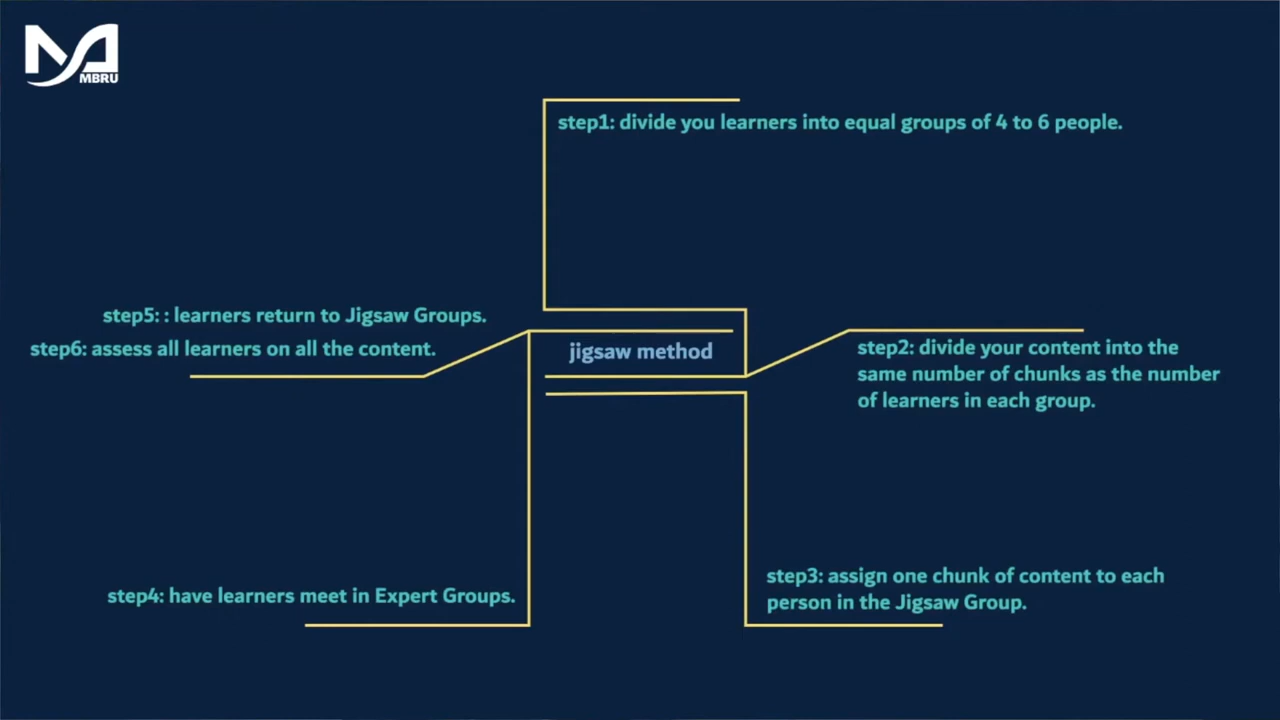 MBRU
step1: divide you learners into equal groups of 4 to 6 people.
step5: : learners return to Jigsaw Groups.
step6: assess all learners on all the content.
jigsaw method
step2: divide your content into the
same number of chunks as the number
of learners in each group.
step4: have learners meet in Expert Groups.
step3: assign one chunk of content to each
person in the Jigsaw Group.